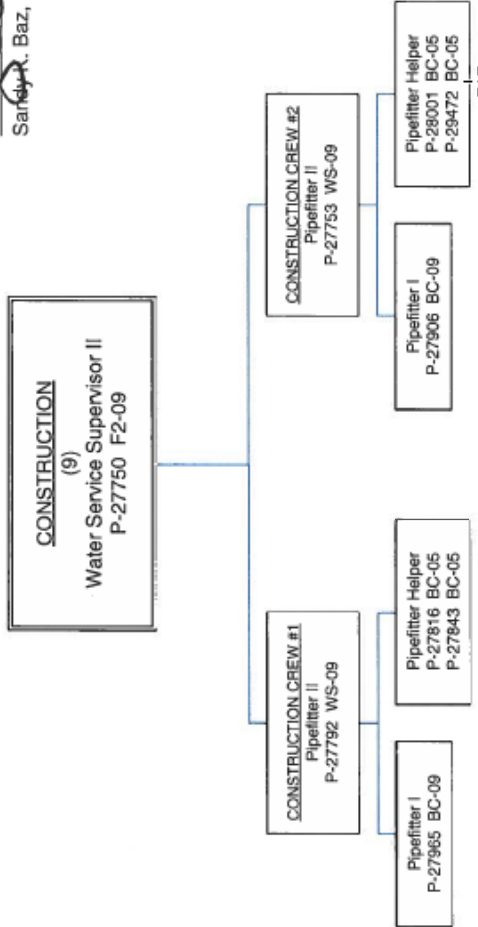 Sandy K. Baz,
CONSTRUCTION
(9)
Water Service Supervisor II
P-27750 F2-09
CONSTRUCTION CREW #1
Pipefitter II
P-27792 WS-09
CONSTRUCTION CREW #2
Pipefitter II
P-27753 WS-09
Pipefitter I
P-27965 BC-09
Pipefitter Helper
P-27816 BC-05
P-27843 BC-05
Pipefitter I
P-27906 BC-09
Pipefitter Helper
P-28001 BC-05
P-29472 BC-05